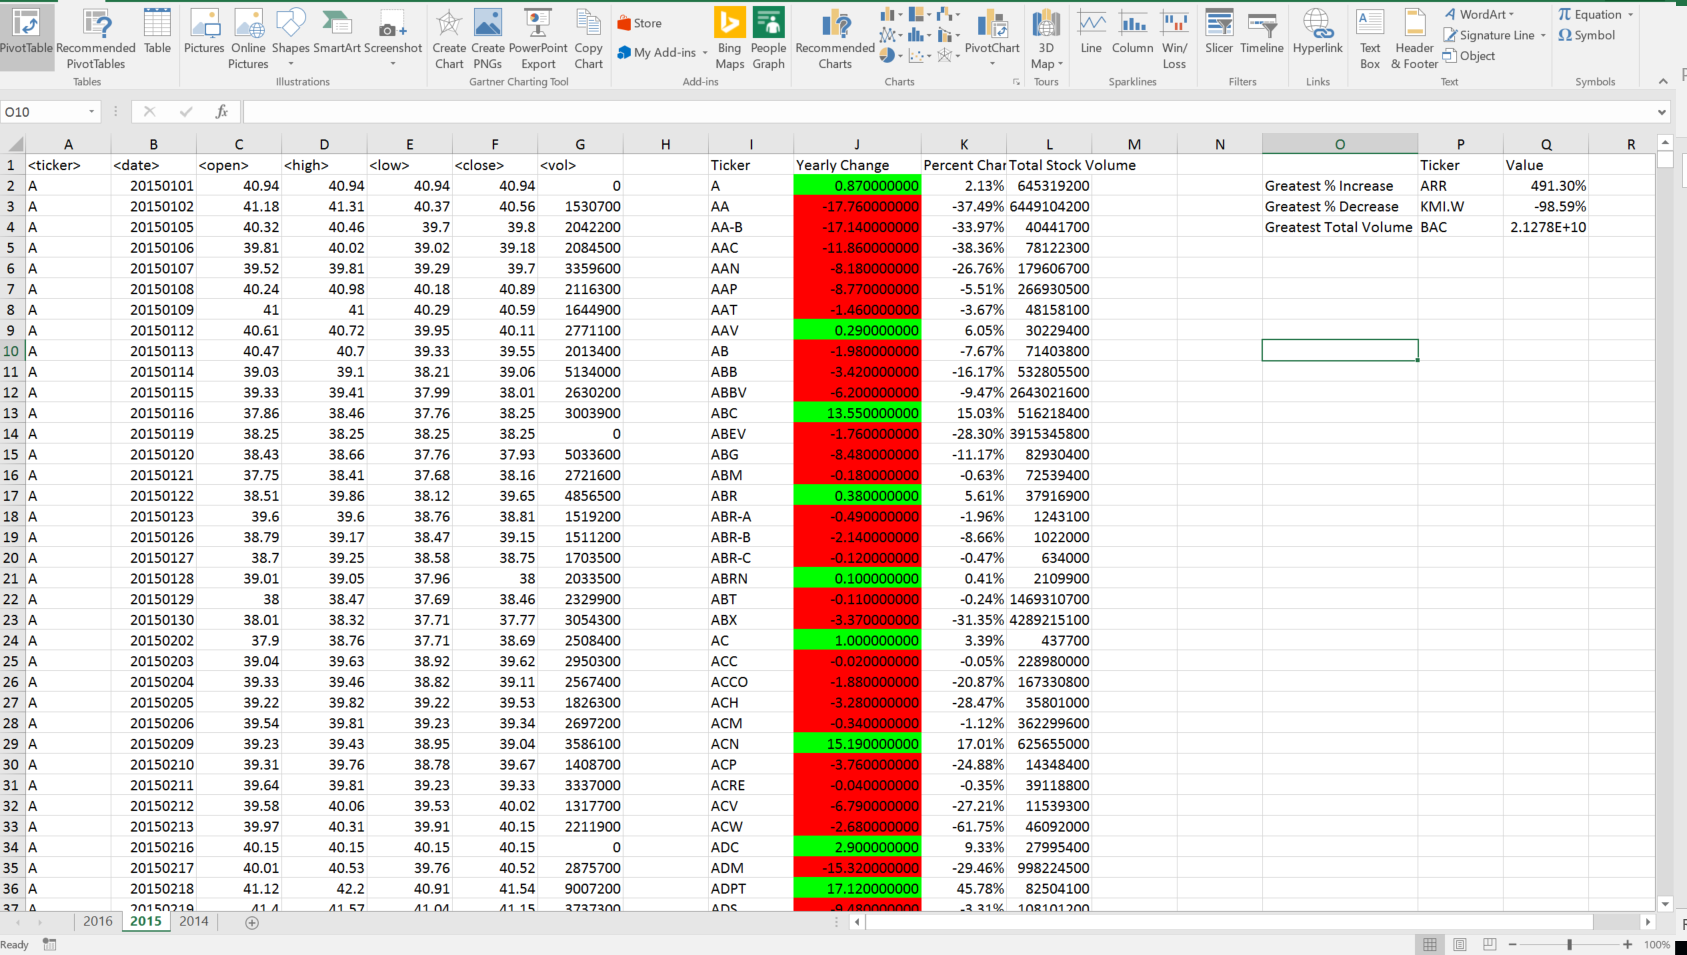 PivotTable Recommended PivotTables Table
Tables
Pictures Online Pictures Shapes SmartArt Screenshot
Illustrations
Create Chart Create PNGs PowerPoint Export Copy Chart
Gartner Charting Tool
Store
My Add-ins
Bing Maps People Graph
Add-ins
Recommended Charts PivotChart
Charts
3D Map
Tours
Line Column Win/Loss
Sparklines
Slicer Timeline
Filters
Hyperlink
Links
Text Box Header & Footer WordArt Signature Line Object
Text
Equation Symbol
Symbols
O10 fx
A B C D E F G H I J K L M N O P Q R
1 <ticker> <date> <open> <high> <low> <close> <vol> Ticker Yearly Change Percent Char Total Stock Volume Ticker Value
2 A 20150101 40.94 40.94 40.94 40.94 0 A 0.870000000 2.13% 645319200 Greatest % Increase ARR 491.30%
3 A 20150102 41.18 41.31 40.37 40.56 1530700 AA -17.760000000 -37.49% 6449104200 Greatest % Decrease KMI.W -98.59%
4 A 20150105 40.32 40.46 39.7 39.8 2042200 AA-B -17.140000000 -33.97% 40441700 Greatest Total Volume BAC 2.1278E+10
5 A 20150106 39.81 40.02 39.02 39.18 2084500 AAC -11.860000000 -38.36% 78122300
6 A 20150107 39.52 39.81 39.29 39.7 3359600 AAN -8.180000000 -26.76% 179606700
7 A 20150108 40.24 40.98 40.18 40.89 2116300 AAP -8.770000000 -5.51% 266930500
8 A 20150109 41 41 40.29 40.59 1644900 AAT -1.460000000 -3.67% 48158100
9 A 20150112 40.61 40.72 39.95 40.11 2771100 AAV 0.290000000 6.05% 30229400
10 A 20150113 40.47 40.7 39.33 39.55 2013400 AB -1.980000000 -7.67% 71403800
11 A 20150114 39.03 39.1 38.21 39.06 5134000 ABB -3.420000000 -16.17% 532805500
12 A 20150115 39.33 39.41 37.99 38.01 2630200 ABBV -6.200000000 -9.47% 2643021600
13 A 20150116 37.86 38.46 37.76 38.25 3003900 ABC 13.550000000 15.03% 516218400
14 A 20150119 38.25 38.25 38.25 38.25 0 ABEV -1.760000000 -28.30% 3915345800
15 A 20150120 38.43 38.66 37.76 37.93 5033600 ABG -8.480000000 -11.17% 82930400
16 A 20150121 37.75 38.41 37.68 38.16 2721600 ABM -0.180000000 -0.63% 72539400
17 A 20150122 38.51 39.86 38.12 39.65 4856500 ABR 0.380000000 5.61% 37916900
18 A 20150123 39.6 39.6 38.76 38.81 1519200 ABR-A -0.490000000 -1.96% 1243100
19 A 20150126 38.79 39.17 38.47 39.15 1511200 ABR-B -2.140000000 -8.66% 1022000
20 A 20150127 38.7 39.25 38.58 38.75 1703500 ABR-C -0.120000000 -0.47% 634000
21 A 20150128 39.01 39.05 37.96 38 2033500 ABRN 0.100000000 0.41% 2109900
22 A 20150129 38 38.47 37.69 38.46 2329900 ABT -0.110000000 -0.24% 1469310700
23 A 20150130 38.01 38.32 37.71 37.77 3054300 ABX -3.370000000 -31.35% 4289215100
24 A 20150202 37.9 38.76 37.71 38.69 2508400 AC 1.000000000 3.39% 437700
25 A 20150203 39.04 39.63 38.92 39.62 2950300 ACC -0.020000000 -0.05% 228980000
26 A 20150204 39.33 39.46 38.82 39.11 2567400 ACCO -1.880000000 -20.87% 167330800
27 A 20150205 39.22 39.82 39.22 39.53 1826300 ACH -3.280000000 -28.47% 35801000
28 A 20150206 39.54 39.81 39.23 39.34 2697200 ACM -0.340000000 -1.12% 362299600
29 A 20150209 39.23 39.43 38.95 39.04 3586100 ACN 15.190000000 17.01% 625655000
30 A 20150210 39.31 39.76 38.78 39.67 1408700 ACP -3.760000000 -24.88% 14348400
31 A 20150211 39.64 39.81 39.23 39.33 3337000 ACRE -0.040000000 -0.35% 39118800
32 A 20150212 39.58 40.06 39.53 40.02 1317700 ACV -6.790000000 -27.21% 11539300
33 A 20150213 39.97 40.31 39.91 40.15 2211900 ACW -2.680000000 -61.75% 46092000
34 A 20150216 40.15 40.15 40.15 40.15 0 ADC 2.900000000 9.33% 27995400
35 A 20150217 40.01 40.53 39.76 40.52 2875700 ADM -15.320000000 -29.46% 998224500
36 A 20150218 41.12 42.2 40.91 41.54 9007200 ADPT 17.120000000 45.78% 82504100
37 A 20150219 41.4 41.57 41.04 41.15 3737300 ADS -9.480000000 -3.31% 108101200
2016 2015 2014
Ready 100%